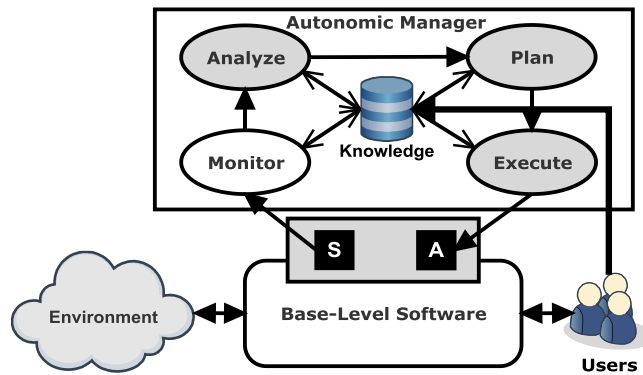 Autonomic Manager
Analyze
Plan
Knowledge
Monitor
Execute
S
A
Environment
Base-Level Software
Users